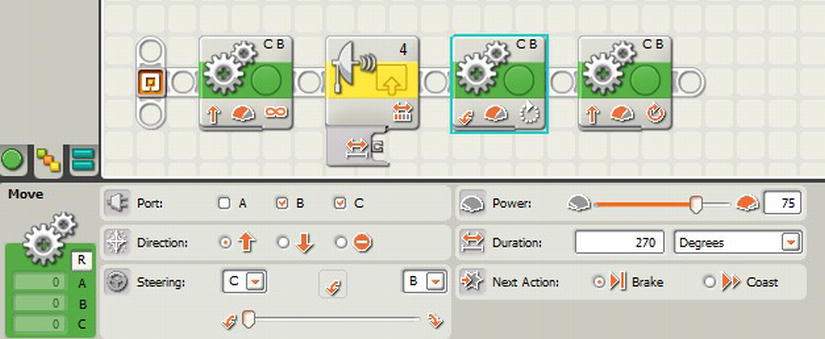 C B
4
C B
C B
Move
Port: A B C
Power: 75
Direction:
Duration: 270 Degrees
R
Steering: C B
Next Action: Brake Coast
0 A
0 B
0 C